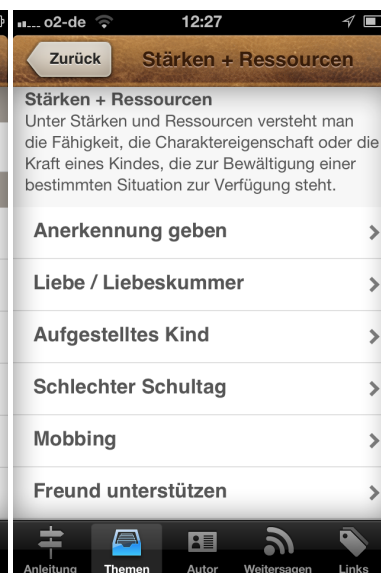 o2-de 12:27
Zurück Stärken + Ressourcen
Stärken + Ressourcen
Unter Stärken und Ressourcen versteht man
die Fähigkeit, die Charaktereigenschaft oder die
Kraft eines Kindes, die zur Bewältigung einer
bestimmten Situation zur Verfügung steht.
Anerkennung geben
Liebe / Liebeskummer
Aufgestelltes Kind
Schlechter Schultag
Mobbing
Freund unterstützen
Anleitung Themen Autor Weitersagen Links